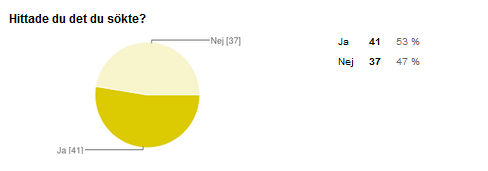 Hittade du det du sökte?
Nej [37]
Ja 41 53 %
Nej 37 47 %
Ja [41]